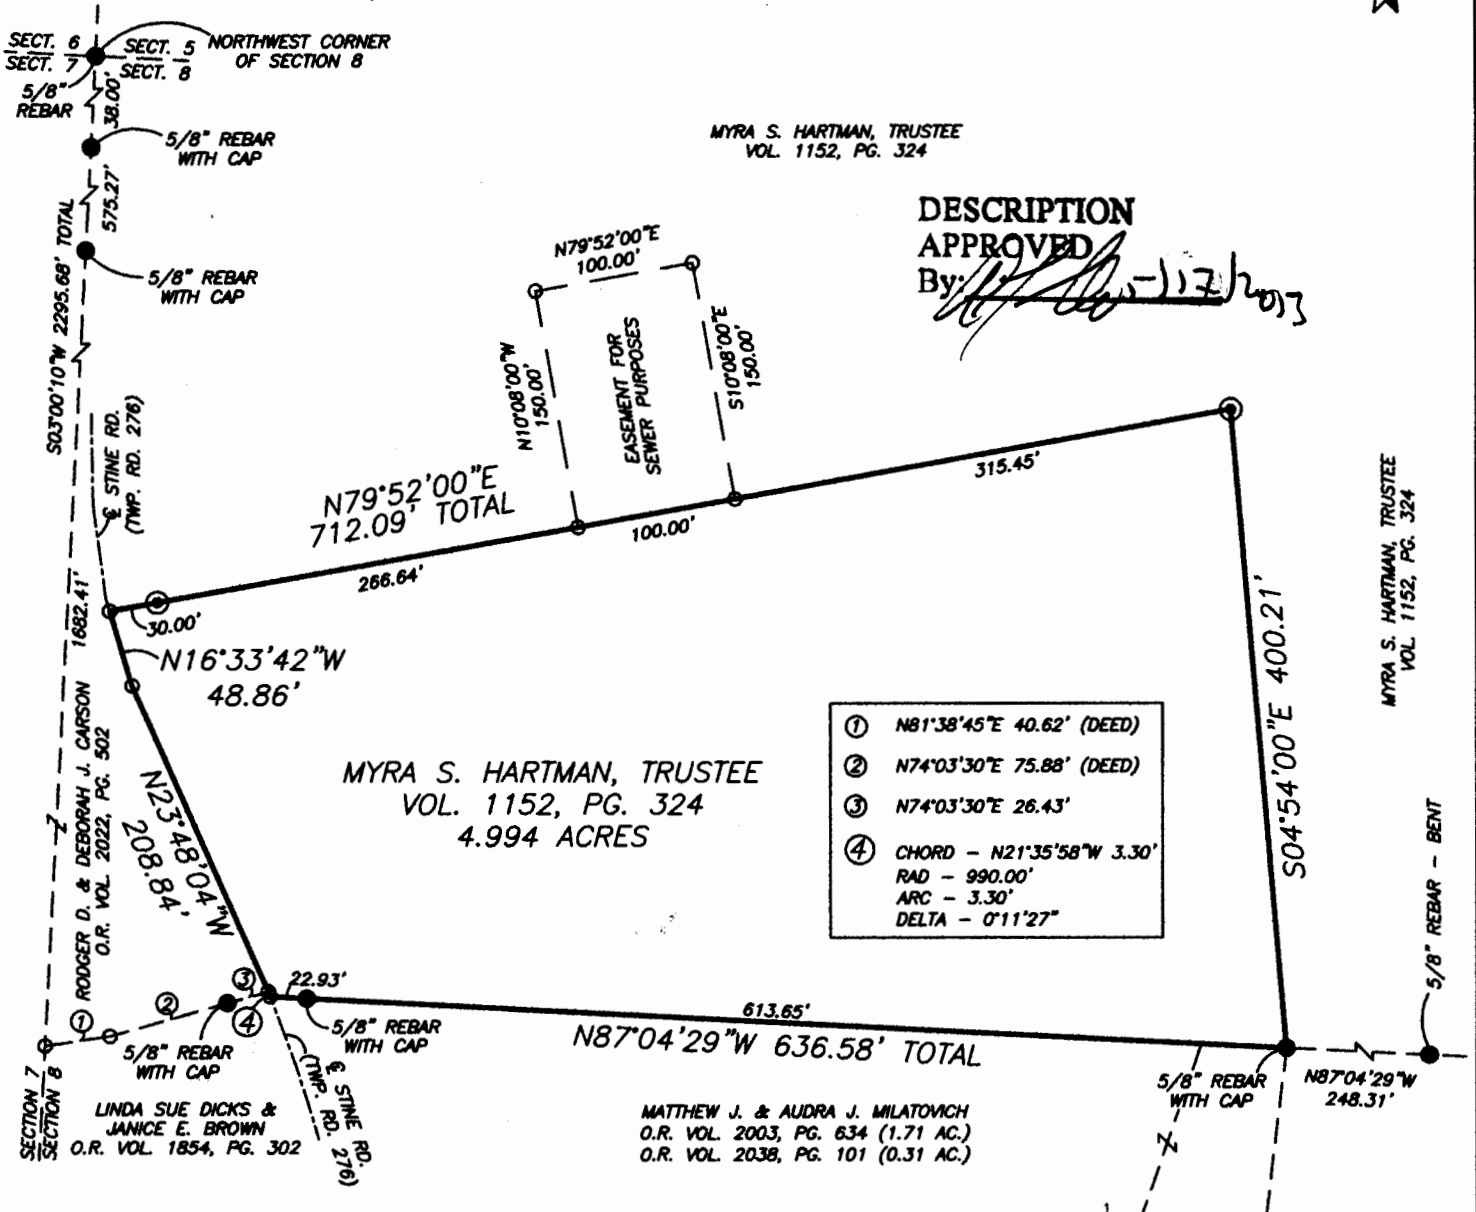 SECT. 6
SECT. 7
SECT. 5
SECT. 8
NORTHWEST CORNER
OF SECTION 8
5/8" REBAR
38.00'
5/8" REBAR
WITH CAP
575.27'
5/8" REBAR
WITH CAP
S03°00'10"W 2295.68' TOTAL
℄ STINE RD.
(TWP. RD. 276)
1682.41'
MYRA S. HARTMAN, TRUSTEE
VOL. 1152, PG. 324
DESCRIPTION
APPROVED
By:
N79°52'00"E
100.00'
N10°08'00"W
150.00'
EASEMENT FOR
SEWER PURPOSES
S10°08'00"E
150.00'
315.45'
N79°52'00"E
712.09' TOTAL
100.00'
266.64'
30.00'
N16°33'42"W
48.86'
MYRA S. HARTMAN, TRUSTEE
VOL. 1152, PG. 324
S04°54'00"E 400.21'
RODGER D. & DEBORAH J. CARSON
O.R. VOL. 2022, PG. 502
N23°48'04"W
208.84'
MYRA S. HARTMAN, TRUSTEE
VOL. 1152, PG. 324
4.994 ACRES
① N81°38'45"E 40.62' (DEED)
② N74°03'30"E 75.88' (DEED)
③ N74°03'30"E 26.43'
④ CHORD - N21°35'58"W 3.30'
RAD - 990.00'
ARC - 3.30'
DELTA - 0°11'27"
5/8" REBAR - BENT
①
②
③
④
22.93'
5/8" REBAR
WITH CAP
5/8" REBAR
WITH CAP
613.65'
N87°04'29"W 636.58' TOTAL
5/8" REBAR
WITH CAP
N87°04'29"W
248.31'
SECTION 7
SECTION 8
LINDA SUE DICKS &
JANICE E. BROWN
O.R. VOL. 1854, PG. 302
℄ STINE RD.
(TWP. RD. 276)
MATTHEW J. & AUDRA J. MILATOVICH
O.R. VOL. 2003, PG. 634 (1.71 AC.)
O.R. VOL. 2038, PG. 101 (0.31 AC.)